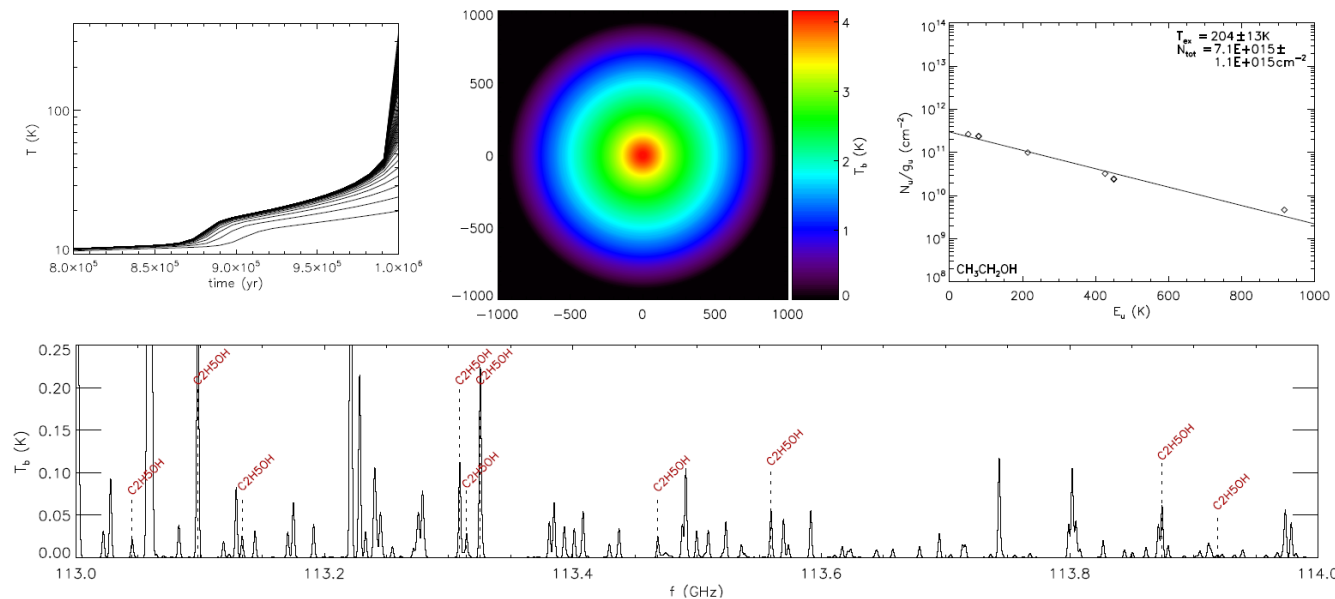 T (K)
100
10
8.0×10⁵
8.5×10⁵
9.0×10⁵
9.5×10⁵
1.0×10⁶
time (yr)
1000
500
0
−500
−1000
−1000
−500
0
500
1000
4
3
2
1
0
T_b (K)
T_ex = 204±13K
N_tot = 7.1E+015±
1.1E+015cm⁻²
N_u/g_u (cm⁻²)
10¹⁴
10¹³
10¹²
10¹¹
10¹⁰
10⁹
10⁸
CH₃CH₂OH
0
200
400
600
800
1000
E_u (K)
T_b (K)
0.25
0.20
0.15
0.10
0.05
0.00
C2H5OH
C2H5OH
C2H5OH
C2H5OH
C2H5OH
C2H5OH
C2H5OH
C2H5OH
C2H5OH
C2H5OH
113.0
113.2
113.4
113.6
113.8
114.0
f (GHz)